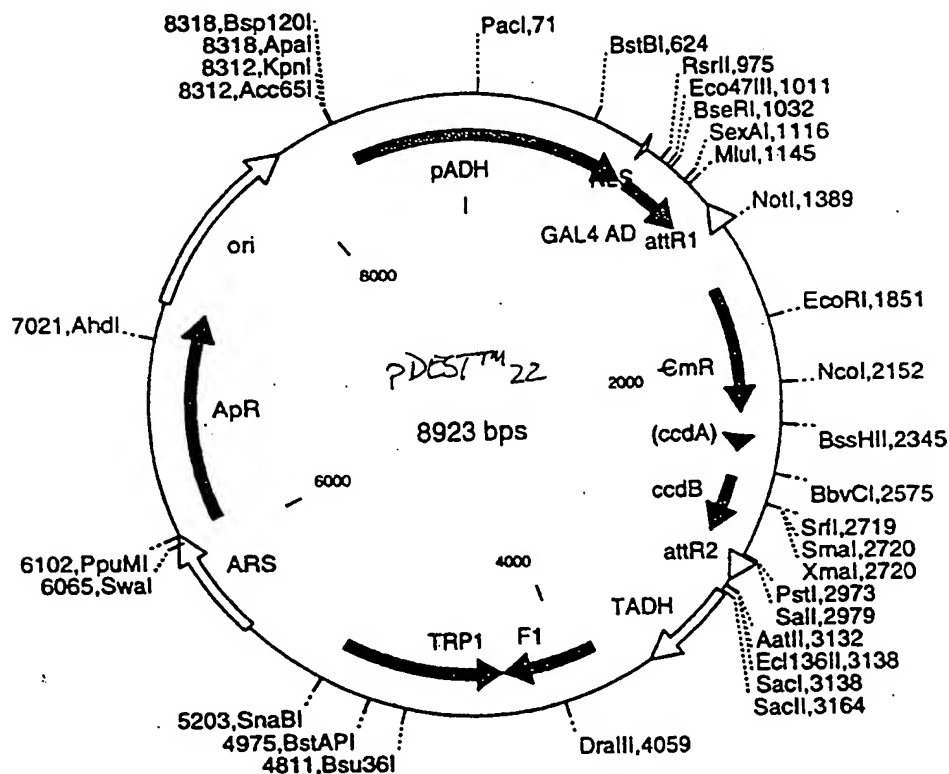 8318,Bsp120I
8318,ApaI
8312,KpnI
8312,Acc65I
PacI,71
BstBI,624
RsrII,975
Eco47III,1011
BseRI,1032
SexAI,1116
MluI,1145
NotI,1389
pADH
GAL4 AD
attR1
ori
8000
7021,AhdI
EcoRI,1851
pDEST™22
2000
CmR
NcoI,2152
ApR
8923 bps
(ccdA)
BssHII,2345
ccdB
BbvCI,2575
6000
attR2
SrfI,2719
SmaI,2720
XmaI,2720
6102,PpuMI
6065,SwaI
ARS
4000
TADH
PstI,2973
SalI,2979
AatII,3132
Ecl136II,3138
SacI,3138
SacII,3164
TRP1
F1
5203,SnaBI
4975,BstAPI
4811,Bsu36I
DraIII,4059